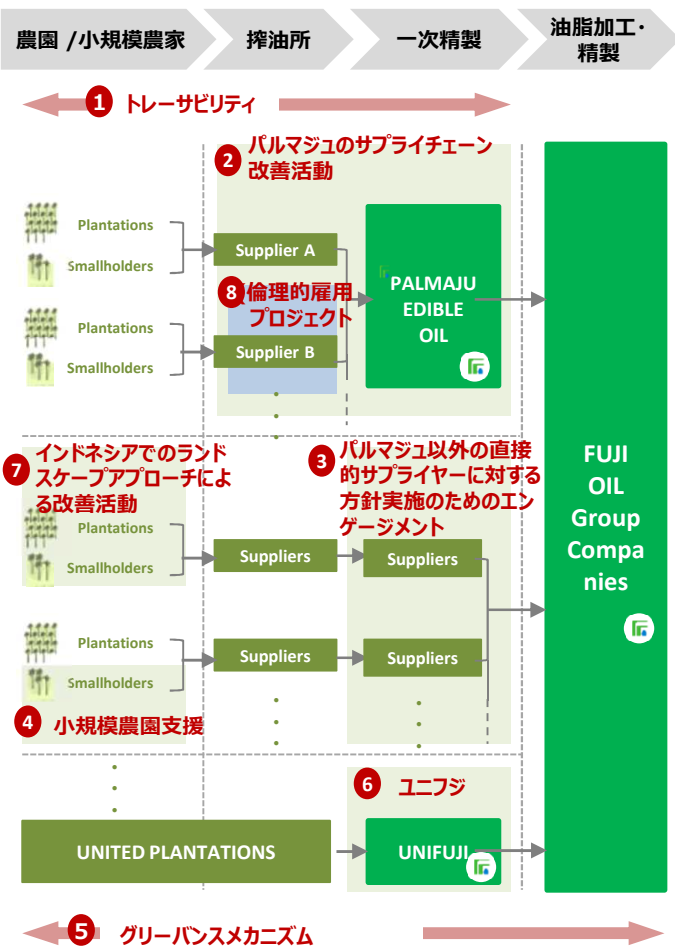 農園 /小規模農家
搾油所
一次精製
油脂加工・
精製
1 トレーサビリティ
2 パルマジュのサプライチェーン
改善活動
Plantations
Smallholders
Supplier A
8 倫理的雇用
プロジェクト
Plantations
Smallholders
Supplier B
PALMAJU
EDIBLE
OIL
7 インドネシアでのランド
スケープアプローチによ
る改善活動
3 パルマジュ以外の直接
的サプライヤーに対する
方針実施のためのエン
ゲージメント
Plantations
Smallholders
Suppliers
Suppliers
Plantations
Smallholders
Suppliers
Suppliers
4 小規模農園支援
FUJI
OIL
Group
Compa
nies
6 ユニフジ
UNITED PLANTATIONS
UNIFUJI
5 グリーバンスメカニズム